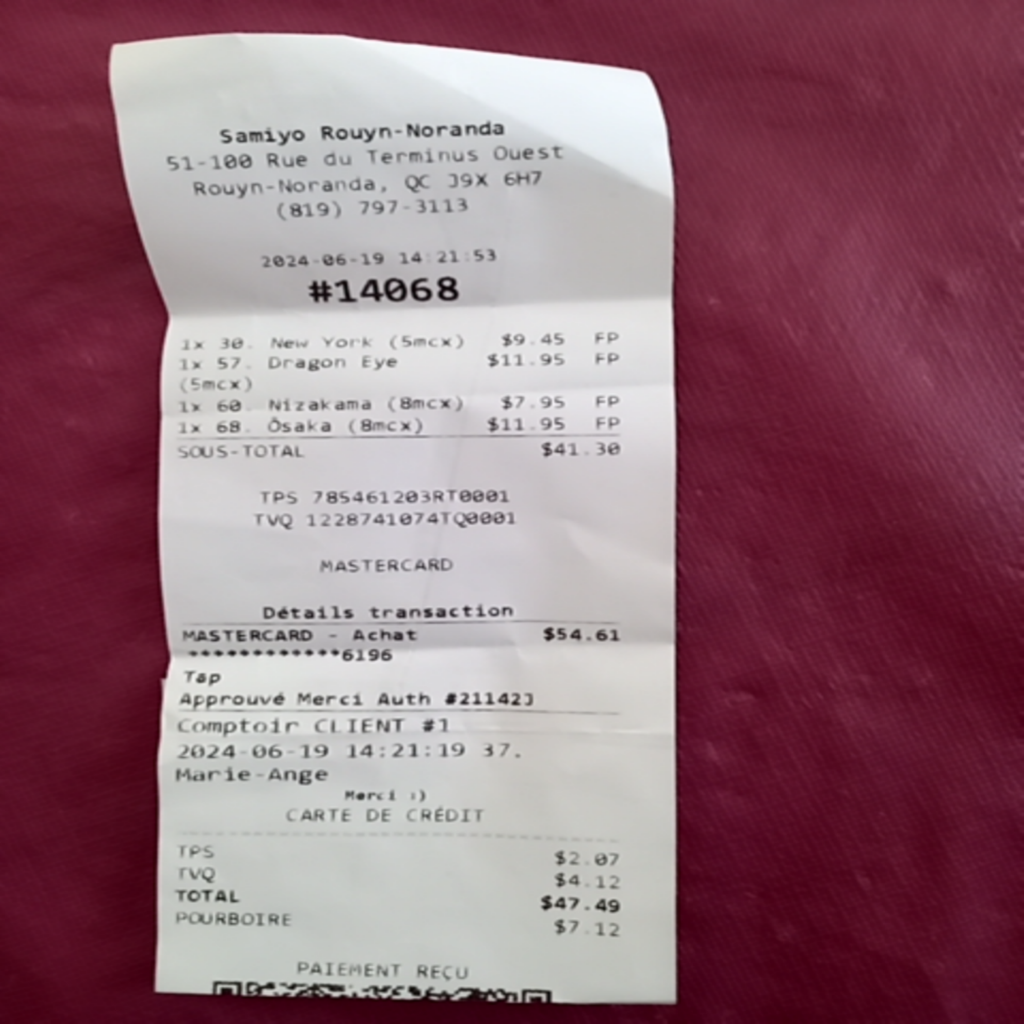 Samiyo Rouyn-Noranda
51-100 Rue du Terminus Ouest
Rouyn-Noranda, QC J9X 6H7
(819) 797-3113
2024-06-19 14:21:53
#14068
1x 30. New York (5mcx) $9.45 FP
1x 57. Dragon Eye $11.95 FP
(5mcx)
1x 60. Nizakama (8mcx) $7.95 FP
1x 68. Ôsaka (8mcx) $11.95 FP
SOUS-TOTAL $41.30
TPS 785461203RT0001
TVQ 1228741074TQ0001
MASTERCARD
Détails transaction
MASTERCARD - Achat $54.61
************6196
Tap
Approuvé Merci Auth #21142J
Comptoir CLIENT #1
2024-06-19 14:21:19 37.
Marie-Ange
Merci :)
CARTE DE CRÉDIT
TPS $2.07
TVQ $4.12
TOTAL $47.49
POURBOIRE $7.12
PAIEMENT REÇU